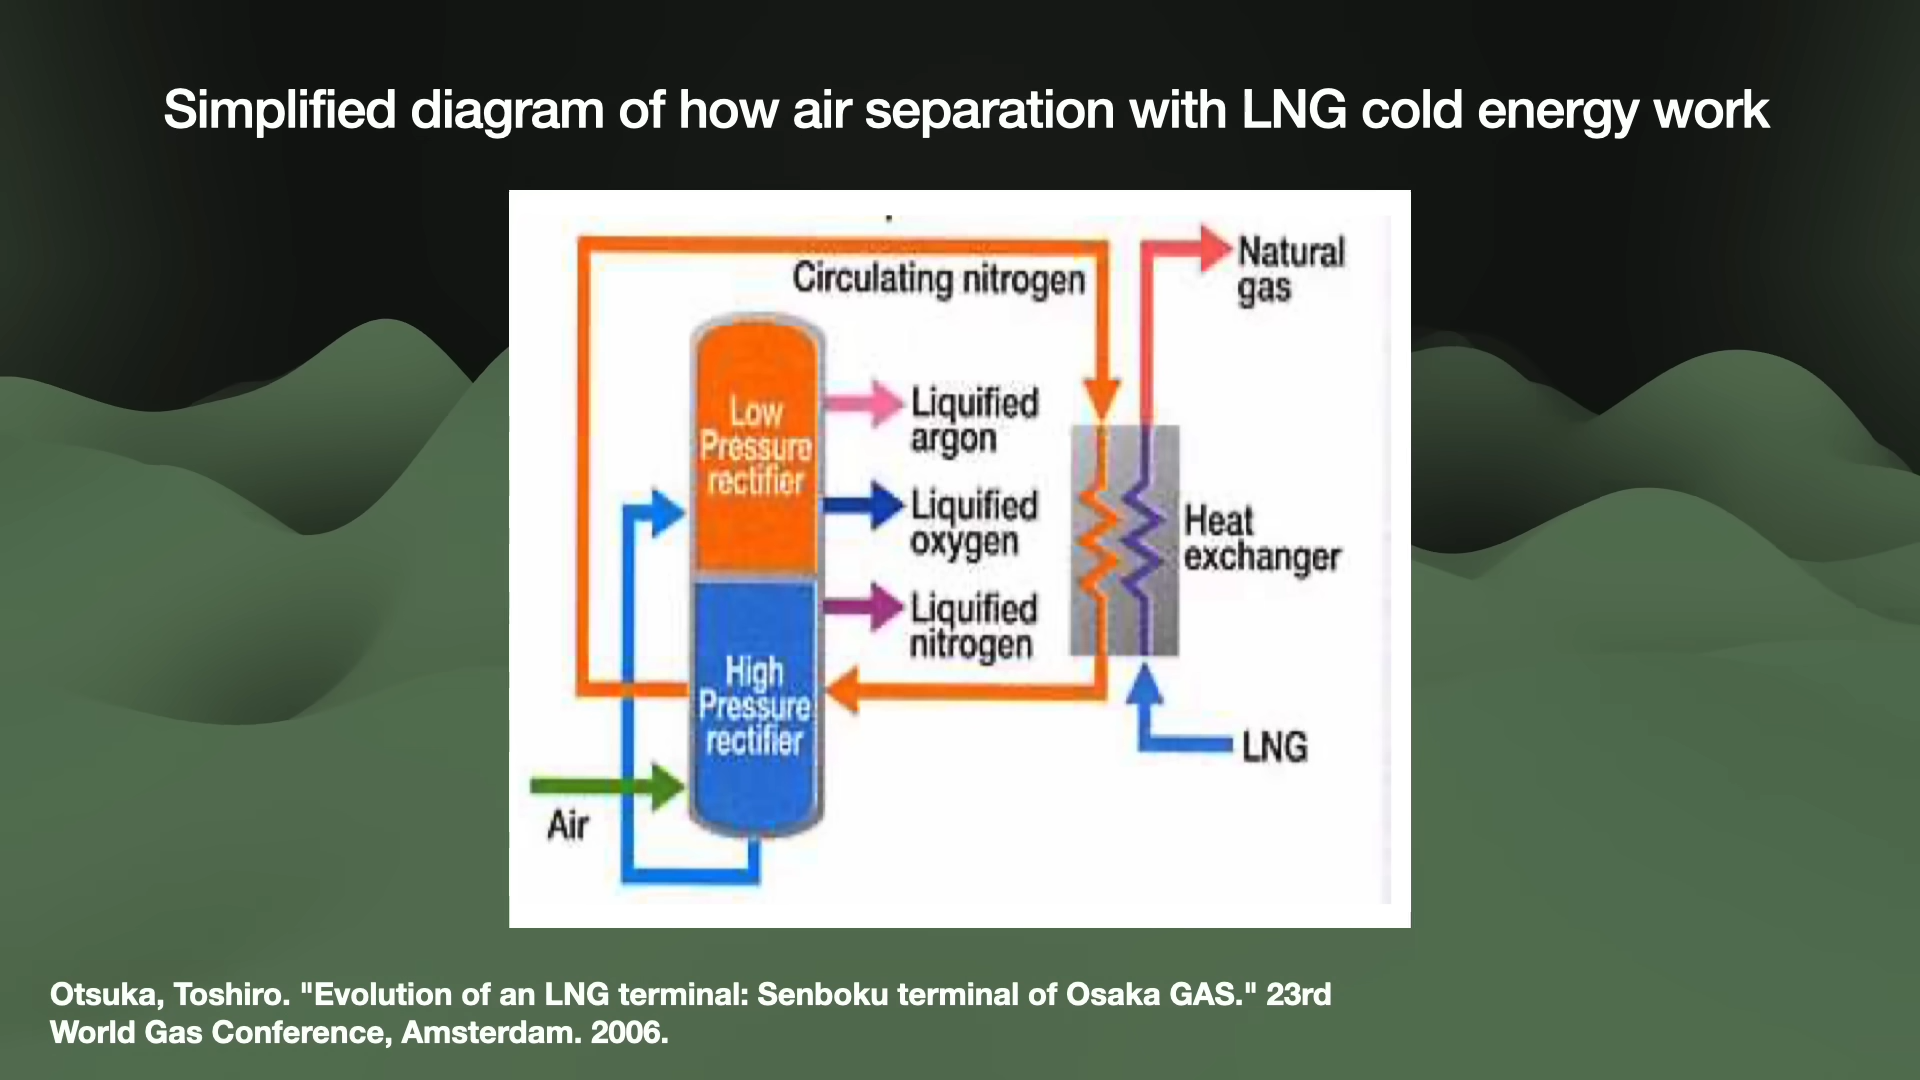 Simplified diagram of how air separation with LNG cold energy work
Circulating nitrogen
Natural
gas
Low
Pressure
rectifier
Liquified
argon
Liquified
oxygen
Heat
exchanger
Liquified
nitrogen
High
Pressure
rectifier
LNG
Air
Otsuka, Toshiro. "Evolution of an LNG terminal: Senboku terminal of Osaka GAS." 23rd
World Gas Conference, Amsterdam. 2006.